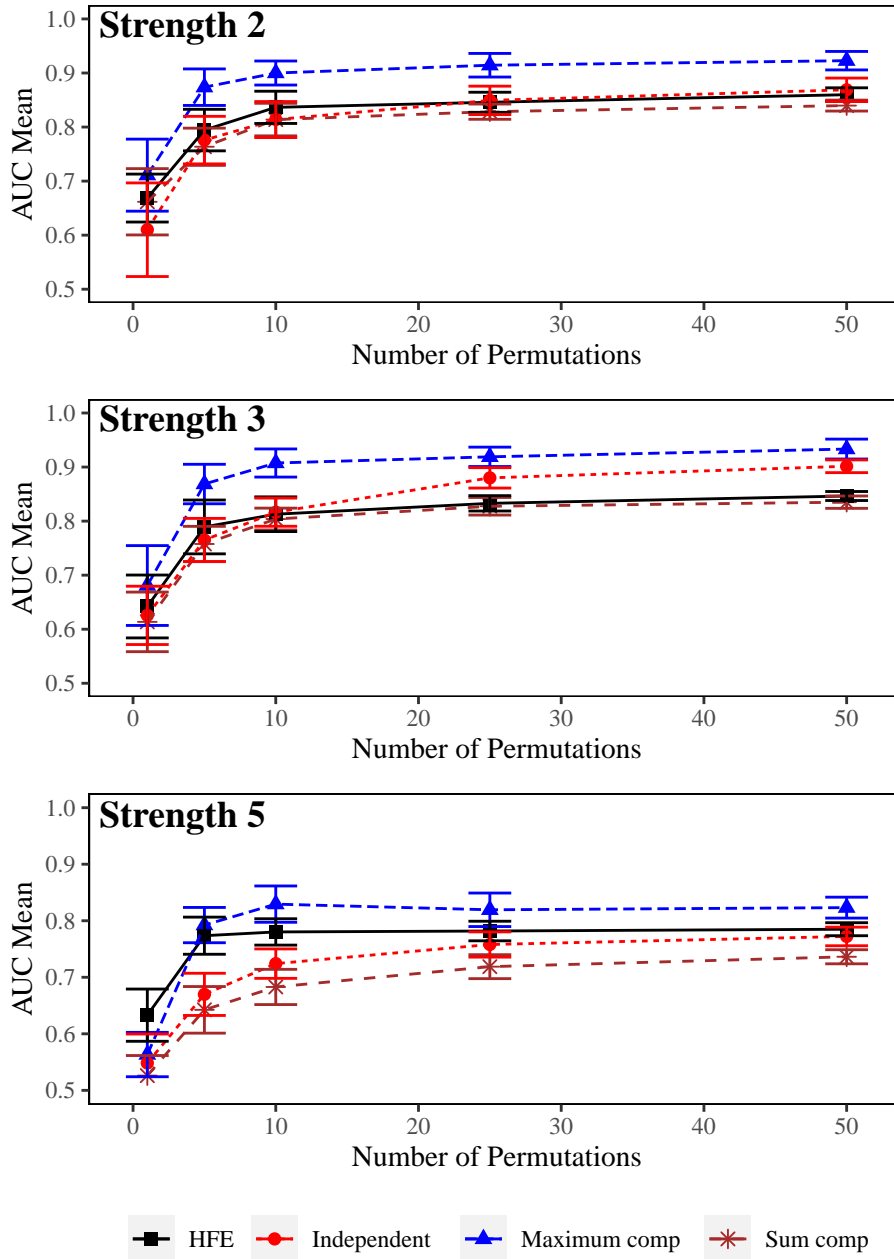 Strength 2
1.0
0.9
0.8
0.7
0.6
0.5
AUC Mean
0 10 20 30 40 50
Number of Permutations
Strength 3
1.0
0.9
0.8
0.7
0.6
0.5
AUC Mean
0 10 20 30 40 50
Number of Permutations
Strength 5
1.0
0.9
0.8
0.7
0.6
0.5
AUC Mean
0 10 20 30 40 50
Number of Permutations
HFE Independent Maximum comp Sum comp